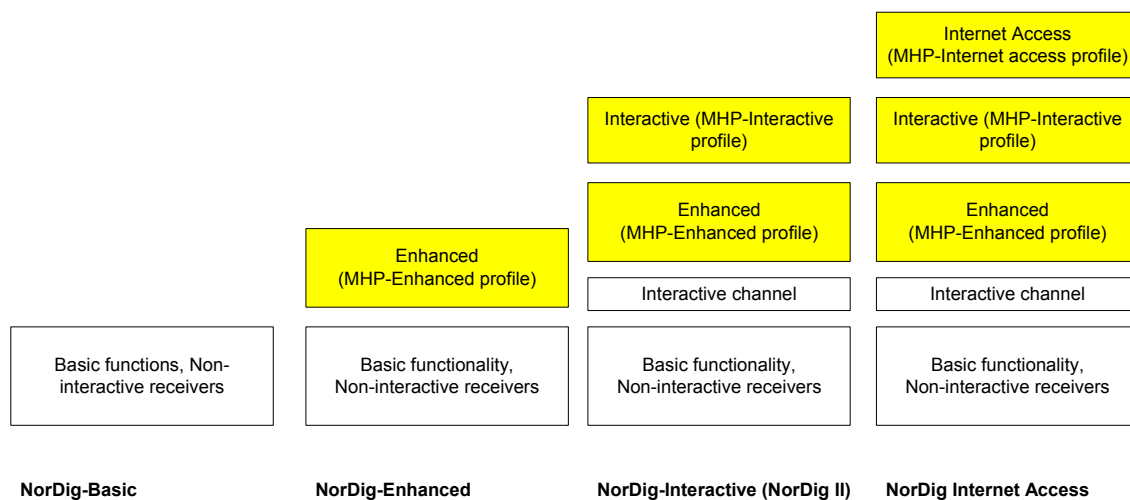 Internet Access
(MHP-Internet access profile)
Interactive (MHP-Interactive
profile)
Interactive (MHP-Interactive
profile)
Enhanced
(MHP-Enhanced profile)
Enhanced
(MHP-Enhanced profile)
Enhanced
(MHP-Enhanced profile)
Interactive channel
Interactive channel
Basic functions, Non-
interactive receivers
Basic functionality,
Non-interactive receivers
Basic functionality,
Non-interactive receivers
Basic functionality,
Non-interactive receivers
NorDig-Basic
NorDig-Enhanced
NorDig-Interactive (NorDig II)
NorDig Internet Access